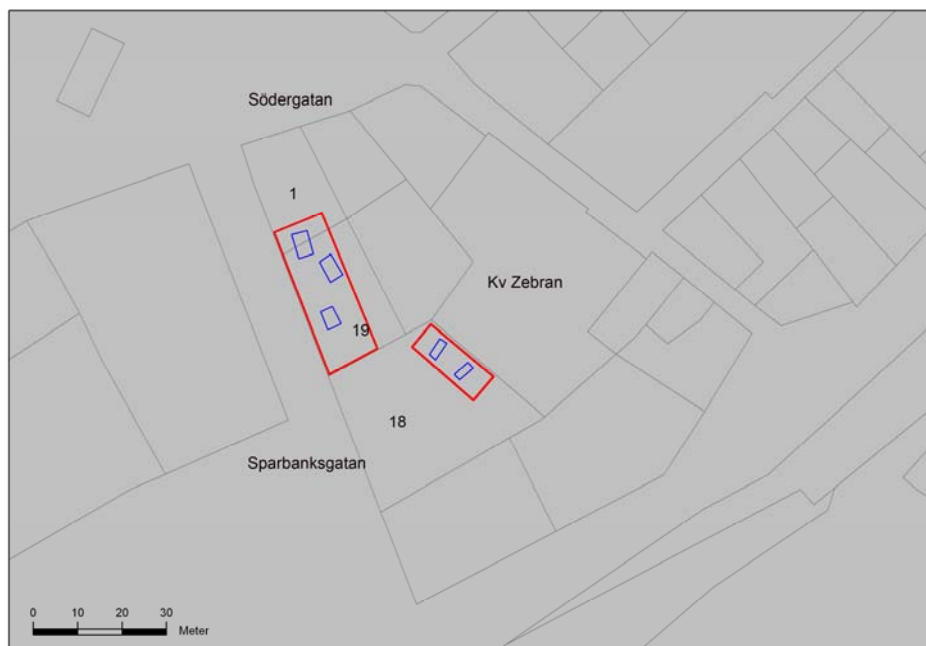 Södergatan
1
Kv Zebran
19
18
Sparbanksgatan
0 10 20 30
Meter